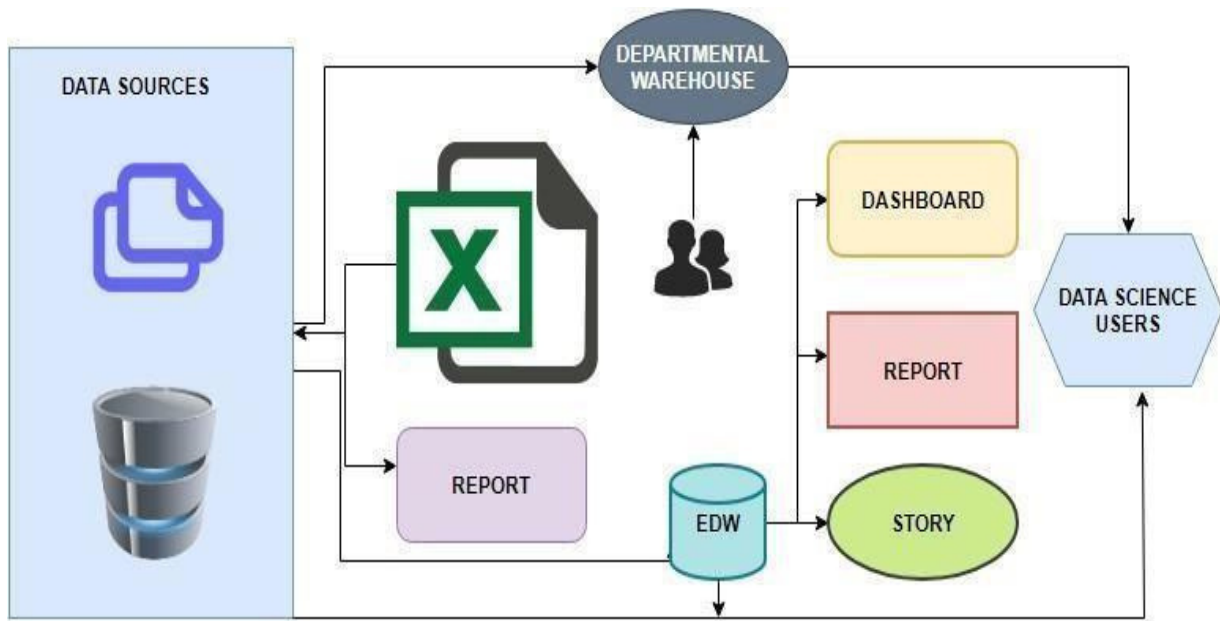 DATA SOURCES
DEPARTMENTAL
WAREHOUSE
X
DASHBOARD
DATA SCIENCE
USERS
REPORT
REPORT
EDW
STORY